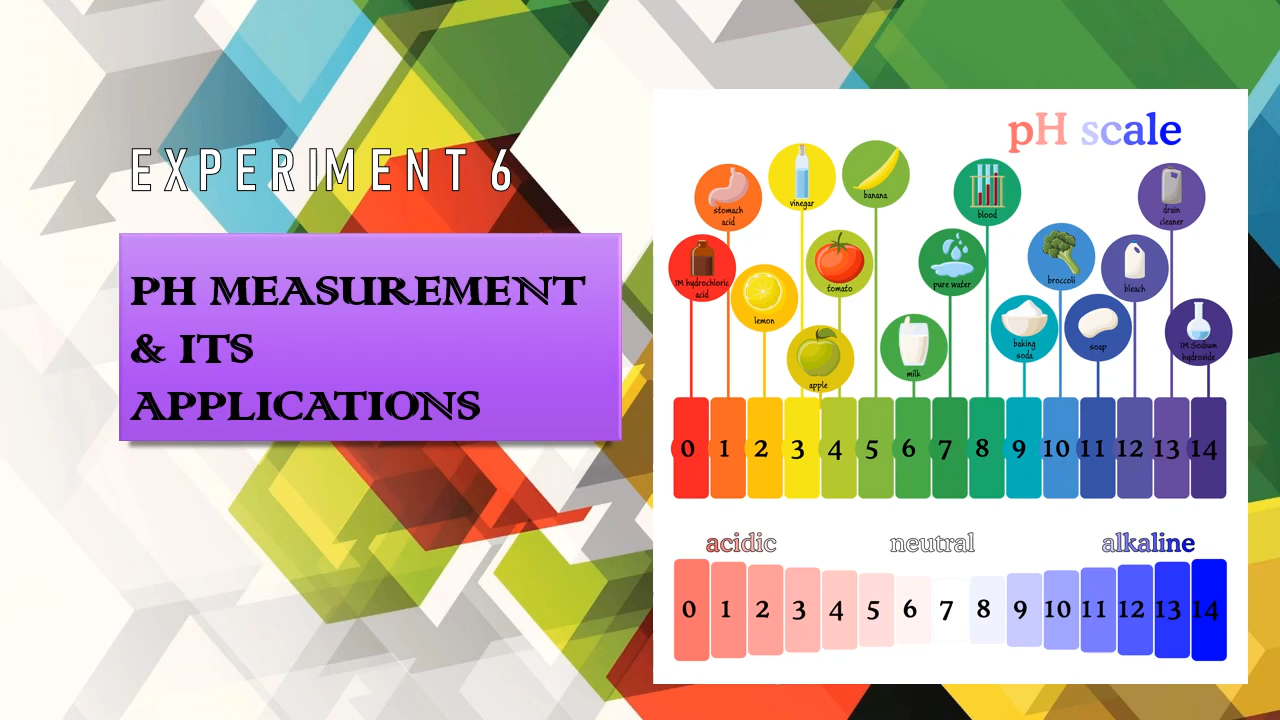 EXPERIMENT 6
PH MEASUREMENT
& ITS
APPLICATIONS
pH scale
stomach
acid
vinegar
banana
blood
drain
cleaner
1M hydrochloric
acid
lemon
tomato
pure water
broccoli
bleach
apple
milk
baking
soda
soap
1M Sodium
hydroxide
0 1 2 3 4 5 6 7 8 9 10 11 12 13 14
acidic neutral alkaline
0 1 2 3 4 5 6 7 8 9 10 11 12 13 14